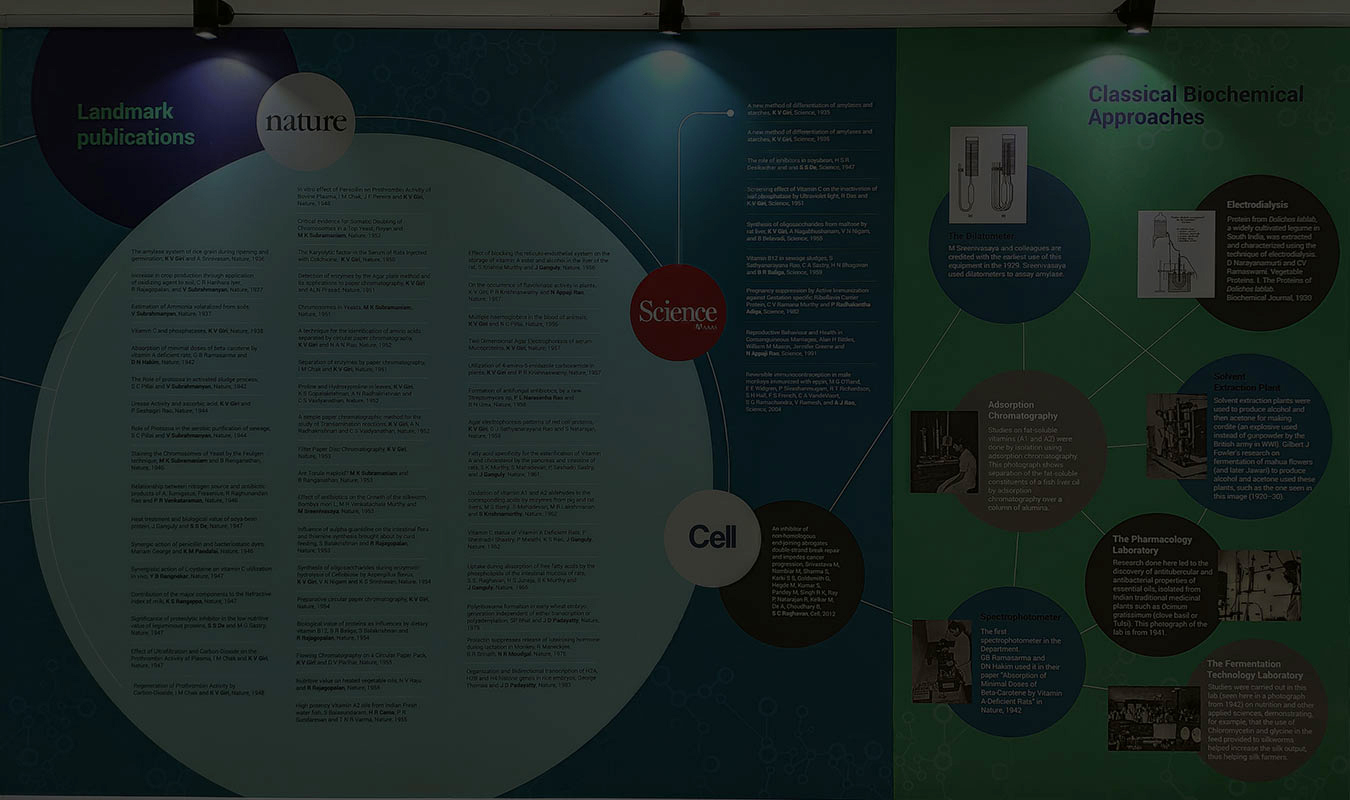 Landmark
publications
nature
The amylase system of rice grain during ripening and
germination, K V Giri and A Srinivasan, Nature, 1936
Increase in crop production through application
of oxidizing agent to soil, C R Harihara Iyer,
R Rajagopalan, and V Subrahmanyan, Nature, 1937
Estimation of Ammonia volatalized from soils
V Subrahmanyan, Nature, 1937
Vitamin C and phosphatases, K V Giri, Nature, 1938
Absorption of minimal doses of beta carotene by
vitamin A deficient rats, G B Ramasarma and
D N Hakim, Nature, 1942
The Role of protozoa in activated sludge process,
S C Pillai and V Subrahmanyan, Nature, 1942
Urease Activity and ascorbic acid, K V Giri and
P Seshagiri Rao, Nature, 1944
Role of Protozoa in the aerobic purification of sewage,
S C Pillai and V Subrahmanyan, Nature, 1944
Staining the Chromosomes of Yeast by the Feulgen
technique, M K Subramaniam and B Ranganathan,
Nature, 1946
Relationship between nitrogen source and antibiotic
products of A. fumigatus, Fresenius, R Raghunandan
Rao and P R Venkataraman, Nature, 1946
Heat treatment and biological value of soya-bean
protein, J Ganguly and S S De, Nature, 1947
Synergic action of penicillin and bacteriostatic dyes,
Mariam George and K M Pandalai, Nature, 1946
Synergistic action of L-cysteine on vitamin C utilization
in vivo, Y B Rangnekar, Nature, 1947
Contribution of the major components to the Refractive
index of milk, K S Rangappa, Nature, 1947
Significance of proteolytic inhibitor in the low nutritive
value of leguminous proteins, S S De and M G Sastry,
Nature, 1947
Effect of Ultrafiltration and Carbon-Dioxide on the
Prothrombin Activity of Plasma, I M Chak and K V Giri,
Nature, 1947
Regeneration of Prothrombin Activity by
Carbon-Dioxide, I M Chak and K V Giri, Nature, 1948
In vitro effect of Penicillin on Prothrombin Activity of
Bovine Plasma, I M Chak, J F Pereira and K V Giri,
Nature, 1948
Critical evidence for Somatic Doubling of
Chromosomes in a Top Yeast, Royan and
M K Subramaniam, Nature, 1953
The Karyolytic factor in the Serum of Rats Injected
with Colchicine, K V Giri, Nature, 1950
Detection of enzymes by the Agar plate method and
its applications to paper chromatography, K V Giri
and A L N Prasad, Nature, 1951
Chromosomes in Yeasts, M K Subramaniam,
Nature, 1951
A technique for the identification of amino acids
separated by circular paper chromatography,
K V Giri and N A N Rao, Nature, 1952
Separation of enzymes by paper chromatography,
I M Chak and K V Giri, Nature, 1951
Proline and Hydroxyproline in leaves, K V Giri,
K S Gopalakrishnan, A N Radhakrishnan and
C S Vaidyanathan, Nature, 1952
A simple paper chromatographic method for the
study of Transamination reactions, K V Giri, A N
Radhakrishnan and C S Vaidyanathan, Nature, 1952
Filter Paper Disc Chromatography, K V Giri,
Nature, 1953
Are Torulo haploid? M K Subramaniam and
R Ranganathan, Nature, 1953
Effect of antibiotics on the Growth of the silkworm,
Bombyx mori L, M R Venkatachala Murthy and
M Sreenivasaya, Nature, 1953
Influence of sulpha-guanidine on the intestinal flora
and thiamine synthesis brought about by curd
feeding, S Balakrishnan and R Rajagopalan,
Nature, 1953
Synthesis of oligosaccharides during enzymatic
hydrolysis of Cellobiose by Aspergillus flavus,
K V Giri, V N Nigam and K S Srinivasan, Nature, 1954
Preparative circular paper chromatography, K V Giri,
Nature, 1954
Biological value of proteins as influences by dietary
vitamin B12, B R Baliga, S Balakrishnan and
R Rajagopalan, Nature, 1954
Flowing Chromatography on a Circular Paper Pack,
K V Giri and D V Parihar, Nature, 1955
Nutritive value on heated vegetable oils, N V Raju
and R Rajagopalan, Nature, 1955
High potency Vitamin A2 oils from Indian Fresh
water fish, S Balasundaram, H R Cama, P R
Sundaresan and T N R Varma, Nature, 1955
Effect of blocking the reticulo-endothelial system on the
storage of vitamin A ester and alcohol in the liver of the
rat, S Krishna Murthy and J Ganguly, Nature, 1956
On the occurrence of fluorokinase activity in plants,
K V Giri, P R Krishnaswamy and N Appaji Rao,
Nature, 1957
Multiple haemoglobins in the blood of animals,
K V Giri and N C Pillai, Nature, 1956
Two Dimensional Agar Electrophoresis of serum
Mucoproteins, K V Giri, Nature, 1957
Utilization of 4-amino-5-imidazole carboxamide in
plants, K V Giri and P R Krishnaswamy, Nature, 1957
Formation of antifungal antibiotics, by a new
Streptomyces sp, P L Narasimha Rao and
R N Uma, Nature, 1958
Agar electrophoresis patterns of red cell proteins,
K V Giri, G J Sathyanarayana Rao and S Natarajan,
Nature, 1958
Fatty acid specificity for the esterification of Vitamin A
and cholesterol by the pancreas and intestine of
rats, S K Murthy, S Mahadevan, P Seshadri Sastry,
and J Ganguly, Nature, 1961
Oxidation of vitamin A1 and A2 aldehydes to the
corresponding acids by enzymes from pig and rat
livers, M S Bamji, S Mahadevan, M R Lakshmanan
and S Krishnamurthy, Nature, 1962
Vitamin C status of Vitamin A Deficient Rats, P
Seshadri Shastry, P Malathi, K S Rao, J Ganguly,
Nature, 1962
Uptake during absorption of free fatty acids by the
phospholipids of the intestinal mucosa of rats,
S S. Raghavan, H G Juneja, S K Murthy and
J Ganguly, Nature, 1965
Polyribosome formation in early wheat embryo
germination independent of either transcription or
polyadenylation, SP Bhat and J D Padayatty, Nature,
1975
Prolactin suppresses release of luteinising hormone
during lactation in Monkey, R Maneckjee,
B R Srinath, N R Moudgal, Nature, 1976
Organization and Bidirectional transcription of H2A,
H2B and H4 histone genes in rice embryos, George
Thomas and J D Padayatty, Nature, 1983
Science
AAAS
A new method of differentiation of amylases and
starches, K V Giri, Science, 1935
A new method of differentiation of amylases and
starches, K V Giri, Science, 1935
The role of inhibitors in soyabean, H S R
Desikachar and and S S De, Science, 1947
Screening effect of Vitamin C on the inactivation of
leaf phosphatase by Ultraviolet light, R Das and
K V Giri, Science, 1951
Synthesis of oligosaccharides from maltose by
rat liver, K V Giri, A Nagabhushanam, V N Nigam,
and B Belavadi, Science, 1955
Vitamin B12 in sewage sludges, S
Sathyanarayana Rao, C A Sastry, H N Bhagavan
and B R Baliga, Science, 1959
Pregnancy suppression by Active Immunization
against Gestation specific Riboflavin Carrier
Protein, C V Ramana Murthy and P Radhakantha
Adiga, Science, 1982
Reproductive Behaviour and Health in
Consanguineous Marriages, Alan H Bittles,
William M Mason, Jennifer Greene and
N Appaji Rao, Science, 1991
Reversible immunocontraception in male
monkeys immunized with eppin, M G O'Rand,
E E Widgren, P Sivashanmugam, R T Richardson,
S H Hall, F S French, C A VandeVoort,
S G Ramachandra, V Ramesh, and A J Rao,
Science, 2004
Cell
An inhibitor of
non-homologous
end-joining abrogates
double-strand break repair
and impedes cancer
progression, Srivastava M,
Nambiar M, Sharma S,
Karki S S, Goldsmith G,
Hegde M, Kumar S,
Pandey M, Singh R K, Ray
P, Natarajan R, Kelkar M,
De A, Choudhary B,
S C Raghavan, Cell, 2012
Classical Biochemical
Approaches
The Dilatometer
M Sreenivasaya and colleagues are
credited with the earliest use of this
equipment in the 1929. Sreenivasaya
used dilatometers to assay amylase.
Electrodialysis
Protein from Dolichos lablab,
a widely cultivated legume in
South India, was extracted
and characterized using the
technique of electrodialysis.
D Narayanamurti and CV
Ramaswami. Vegetable
Proteins. I. The Proteins of
Dolichos lablab.
Biochemical Journal, 1930
Adsorption
Chromatography
Studies on fat-soluble
vitamins (A1 and A2) were
done by isolation using
adsorption chromatography.
This photograph shows
separation of the fat-soluble
constituents of a fish liver oil
by adsorption
chromatography over a
column of alumina.
Solvent
Extraction Plant
Solvent extraction plants were
used to produce alcohol and
then acetone for making
cordite (an explosive used
instead of gunpowder by the
British army in WWI). Gilbert J
Fowler's research on
fermentation of mahua flowers
(and later Jawari) to produce
alcohol and acetone used these
plants, such as the one seen in
this image (1920–30).
The Pharmacology
Laboratory
Research done here led to the
discovery of antitubercular and
antibacterial properties of
essential oils, isolated from
Indian traditional medicinal
plants such as Ocimum
gratissimum (clove basil or
Tulsi). This photograph of the
lab is from 1941.
Spectrophotometer
The first
spectrophotometer in the
Department.
GB Ramasarma and
DN Hakim used it in their
paper "Absorption of
Minimal Doses of
Beta-Carotene by Vitamin
A-Deficient Rats" in
Nature, 1942
The Fermentation
Technology Laboratory
Studies were carried out in this
lab (seen here in a photograph
from 1942) on nutrition and other
applied sciences, demonstrating,
for example, that the use of
Chloromycetin and glycine in the
feed provided to silkworms
helped increase the silk output,
thus helping silk farmers.